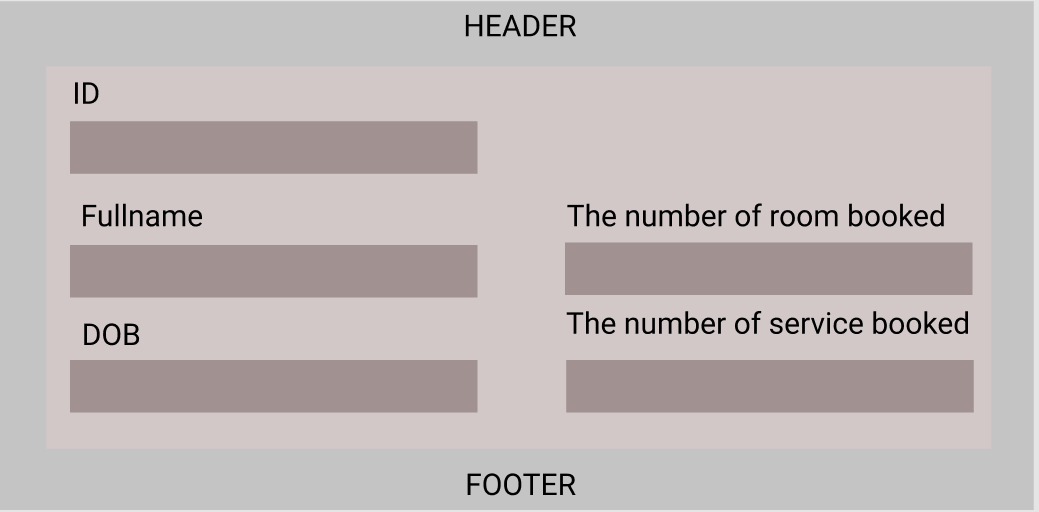 HEADER
ID
Fullname
The number of room booked
DOB
The number of service booked
FOOTER